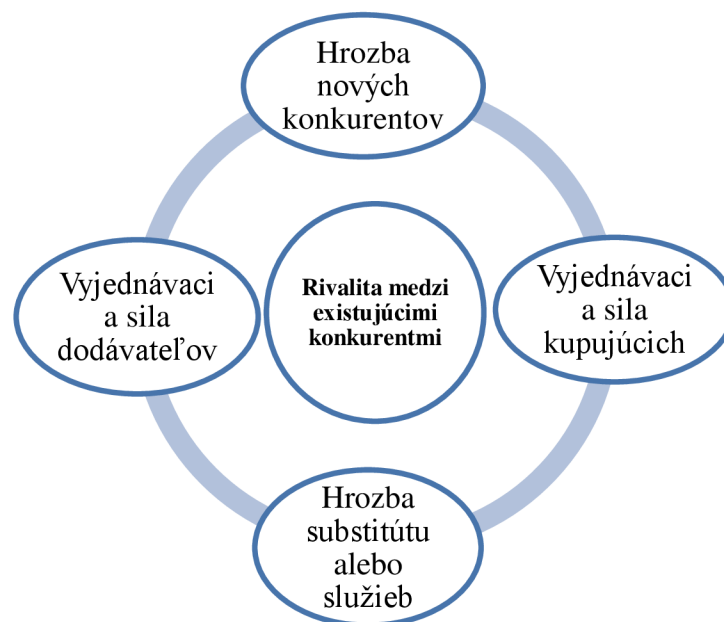 Hrozba
nových
konkurentov
Vyjednávaci
a sila
dodávateľov
Rivalita medzi
existujúcimi
konkurentmi
Vyjednávaci
a sila
kupujúcich
Hrozba
substitútu
alebo
služieb